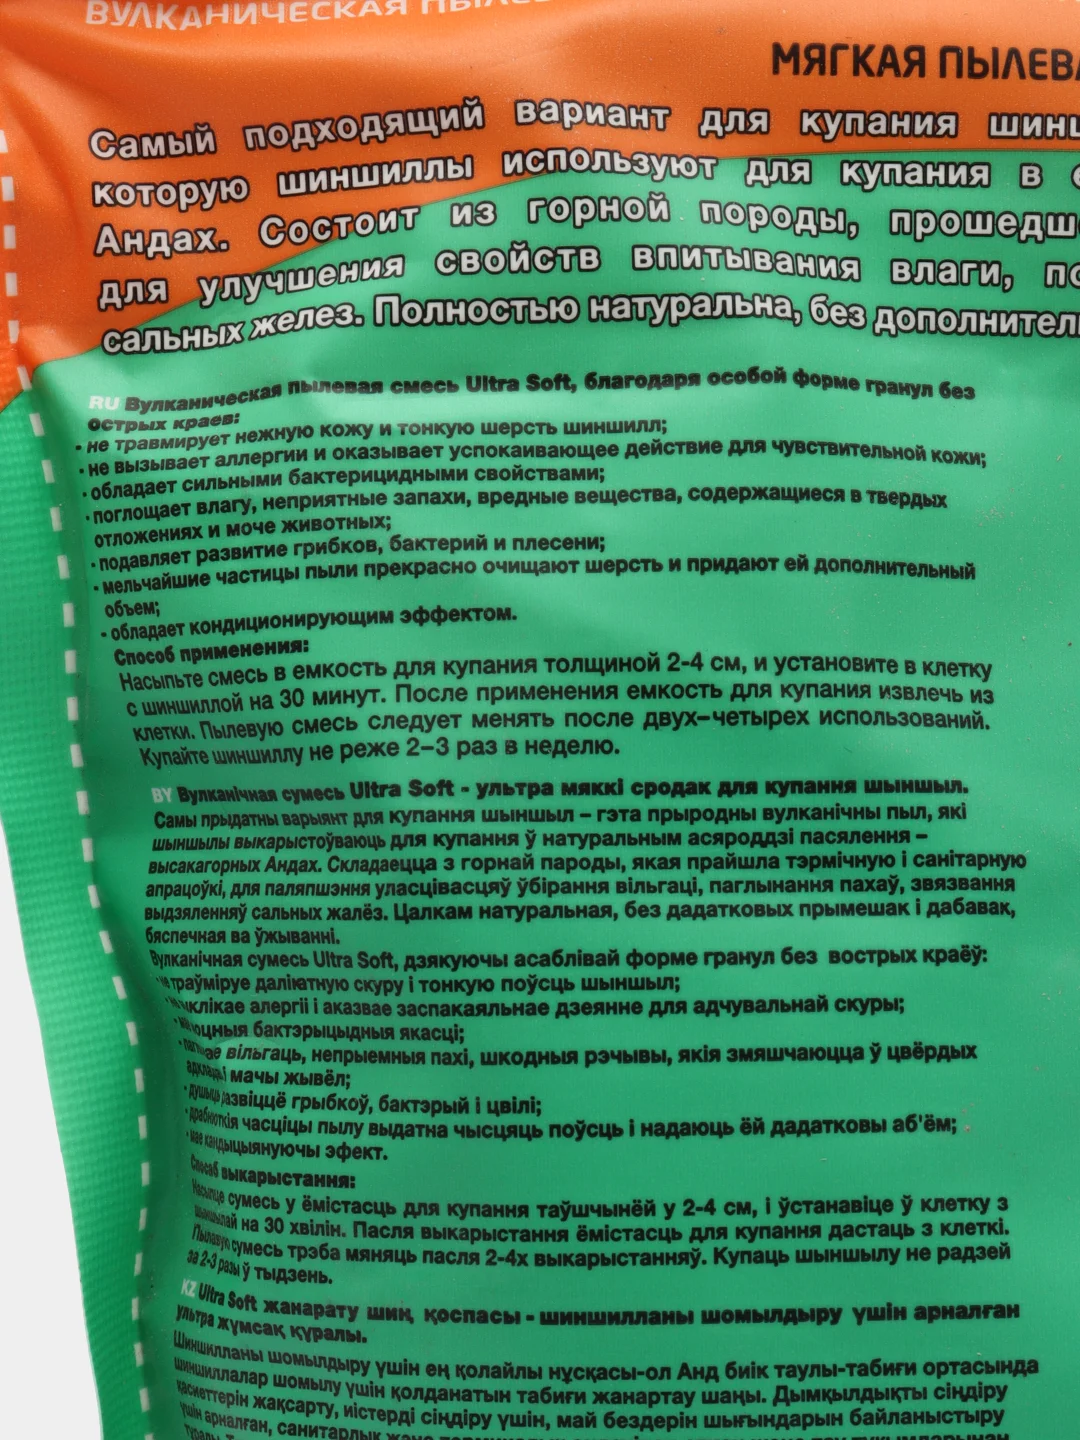 ВУЛКАНИЧЕСКАЯ
МЯГКАЯ
Самый подходящий вариант для купания
которую шиншиллы используют для купания в
Андах. Состоит из горной породы,
для улучшения свойств впитывания влаги,
сальных желез. Полностью натуральна, без
RU Вулканическая пылевая смесь Ultra Soft, благодаря особой форме гранул без
острых краев:
· не травмирует нежную кожу и тонкую шерсть шиншилл;
· не вызывает аллергии и оказывает успокаивающее действие для чувствительной кожи;
· обладает сильными бактерицидными свойствами;
· поглощает влагу, неприятные запахи, вредные вещества, содержащиеся в твердых
отложениях и моче животных;
· подавляет развитие грибков, бактерий и плесени;
· мельчайшие частицы пыли прекрасно очищают шерсть и придают ей дополнительный
объем;
· обладает кондиционирующим эффектом.
Способ применения:
Насыпьте смесь в емкость для купания толщиной 2-4 см, и установите в клетку
с шиншиллой на 30 минут. После применения емкость для купания извлечь из
клетки. Пылевую смесь следует менять после двух-четырех использований.
Купайте шиншиллу не реже 2–3 раз в неделю.
BY Вулканічная сумесь Ultra Soft - ультра мяккі сродак для купання шыншыл.
Самы прыдатны варыянт для купання шыншыл – гэта прыродны вулканічны пыл, які
шыншылы выкарыстоўваюць для купання ў натуральным асяроддзі пасялення –
высакагорных Андах. Складаецца з горнай пароды, якая прайшла тэрмічную і санітарную
апрацоўкі, для паляпшэння уласцівасцяў ўбірання вільгаці, паглынання пахаў, звязвання
выдзяленняў сальных жалёз. Цалкам натуральная, без дадатковых прымешак і дабавак,
бяспечная ва ўжыванні.
Вулканічная сумесь Ultra Soft, дзякуючы асаблівай форме гранул без вострых краёў:
траўміруе далікатную скуру і тонкую поўсць шыншыл;
алергіі і аказвае заспакаяльнае дзеянне для адчувальнай скуры;
бактэрыцыдныя якасці;
вільгаць, непрыемныя пахі, шкодныя рэчывы, якія змяшчаюцца ў цвёрдых
мачы жывёл;
развіццё грыбкоў, бактэрый і цвілі;
часціцы пылу выдатна чысцяць поўсць і надаюць ёй дадатковы аб'ём;
· мае кандыцыянуючы эфект.
Спосаб выкарыстання:
Насыпце сумесь у ёмістасць для купання таўшчынёй у 2-4 см, і ўстанавіце ў клетку з
на 30 хвілін. Пасля выкарыстання ёмістасць для купання дастаць з клеткі.
Пылавую сумесь трэба мяняць пасля 2-4х выкарыстанняў. Купаць шыншылу не радзей
за 2-3 разы ў тыдзень.
KZ Ultra Soft жанарату шиң қоспасы - шиншилланы шомылдыру үшін арналған
ультра жұмсақ құралы.
Шиншилланы шомылдыру үшін ең қолайлы нұсқасы-ол Анд биік таулы-табиғи ортасында
шиншиллалар шомылу үшін қолданатын табиғи жанартау шаңы. Дымқылдықты сіңдіру
қасиеттерін жақсарту, иістерді сіңдіру үшін, май бездерін шығындарын байланыстыру
үшін арналған, санитарлық